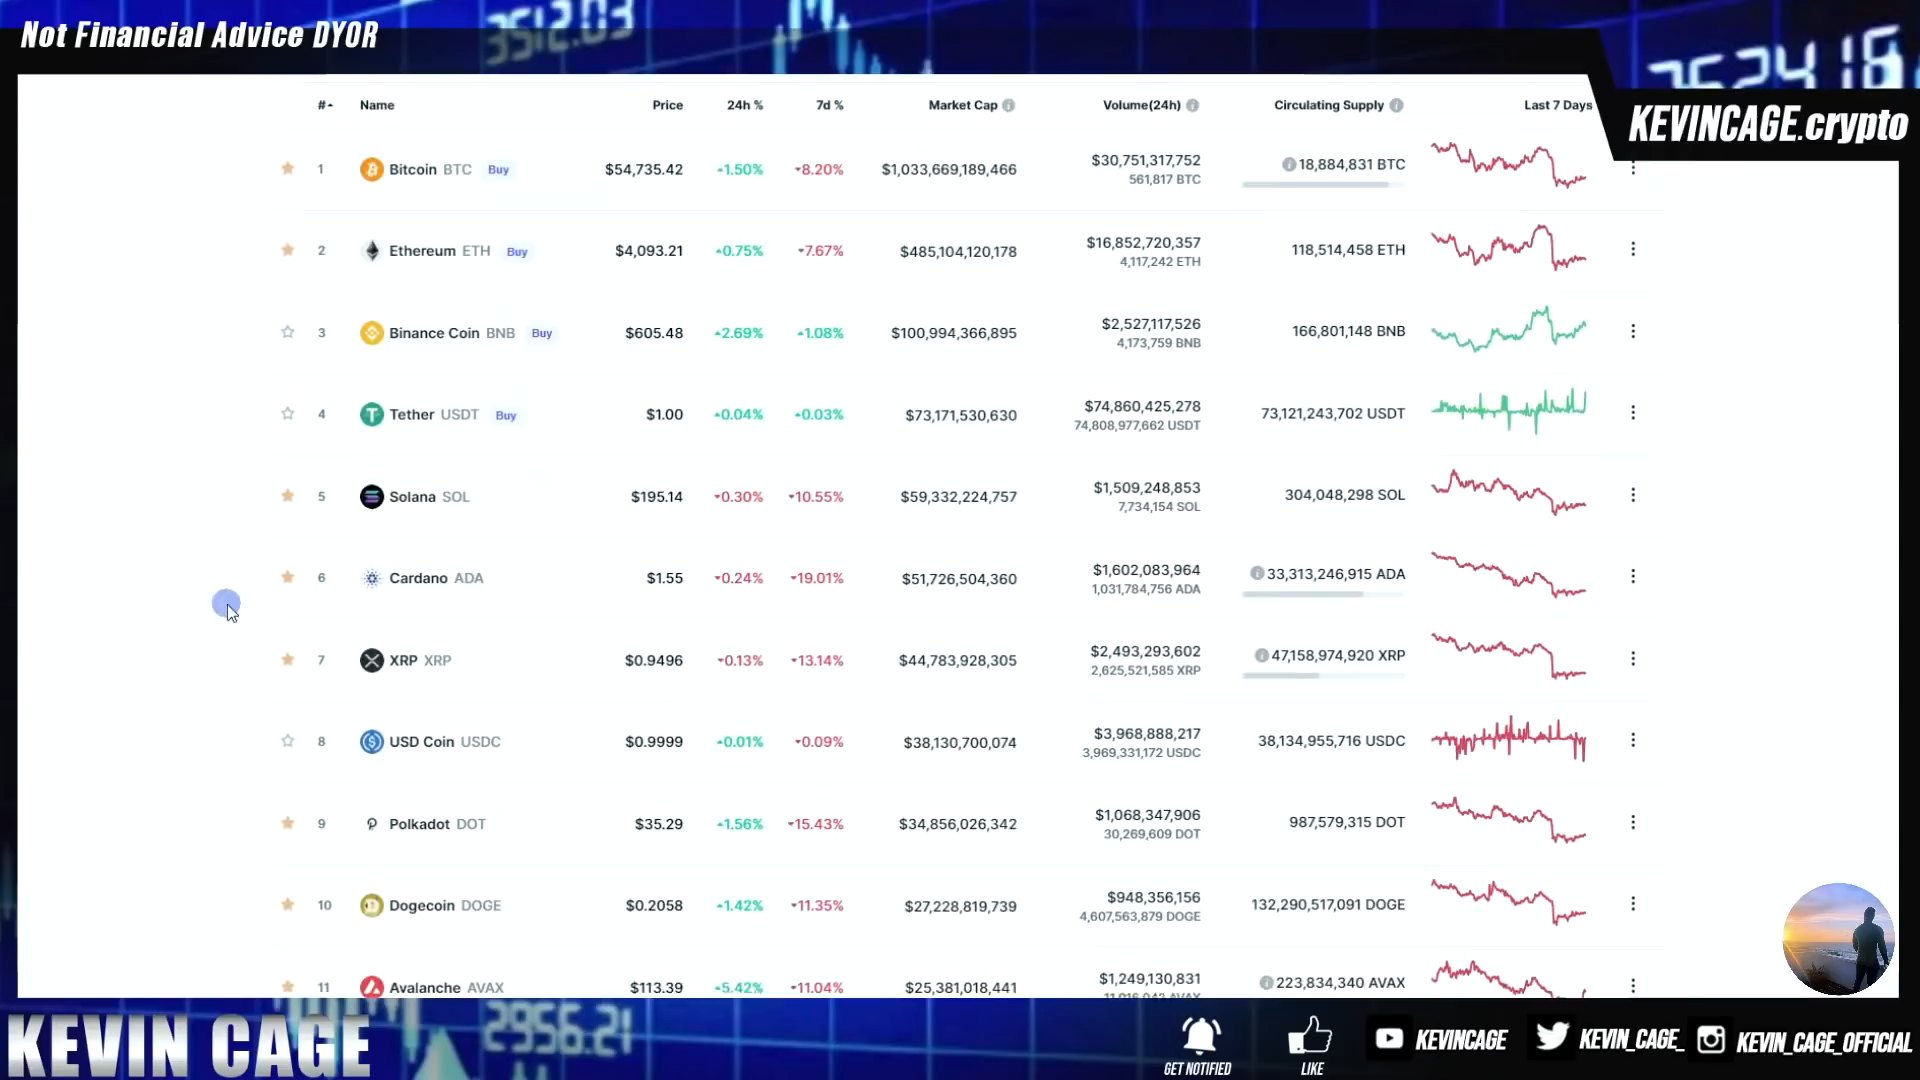 Not Financial Advice DYOR
3512.03
KEVINCAGE.crypto
# Name Price 24h % 7d % Market Cap Volume(24h) Circulating Supply Last 7 Days
1 Bitcoin BTC Buy $54,735.42 1.50% 8.20% $1,033,669,189,466 $30,751,317,752 18,884,831 BTC
561,817 BTC
2 Ethereum ETH Buy $4,093.21 0.75% 7.67% $485,104,120,178 $16,852,720,357 118,514,458 ETH
4,117,242 ETH
3 Binance Coin BNB Buy $605.48 2.69% 1.08% $100,994,366,895 $2,527,117,526 166,801,148 BNB
4,173,759 BNB
4 Tether USDT Buy $1.00 0.04% 0.03% $73,171,530,630 $74,860,425,278 73,121,243,702 USDT
74,808,977,662 USDT
5 Solana SOL $195.14 0.30% 10.55% $59,332,224,757 $1,509,248,853 304,048,298 SOL
7,734,154 SOL
6 Cardano ADA $1.55 0.24% 19.01% $51,726,504,360 $1,602,083,964 33,313,246,915 ADA
1,031,784,756 ADA
7 XRP XRP $0.9496 0.13% 13.14% $44,783,928,305 $2,493,293,602 47,158,974,920 XRP
2,625,521,585 XRP
8 USD Coin USDC $0.9999 0.01% 0.09% $38,130,700,074 $3,968,888,217 38,134,955,716 USDC
3,969,331,172 USDC
9 Polkadot DOT $35.29 1.56% 15.43% $34,856,026,342 $1,068,347,906 987,579,315 DOT
30,269,609 DOT
10 Dogecoin DOGE $0.2058 1.42% 11.35% $27,228,819,739 $948,356,156 132,290,517,091 DOGE
4,607,563,879 DOGE
11 Avalanche AVAX $113.39 5.42% 11.04% $25,381,018,441 $1,249,130,831 223,834,340 AVAX
KEVIN CAGE
2956.21
GET NOTIFIED
LIKE
KEVINCAGE
KEVIN_CAGE_
KEVIN_CAGE_OFFICIAL